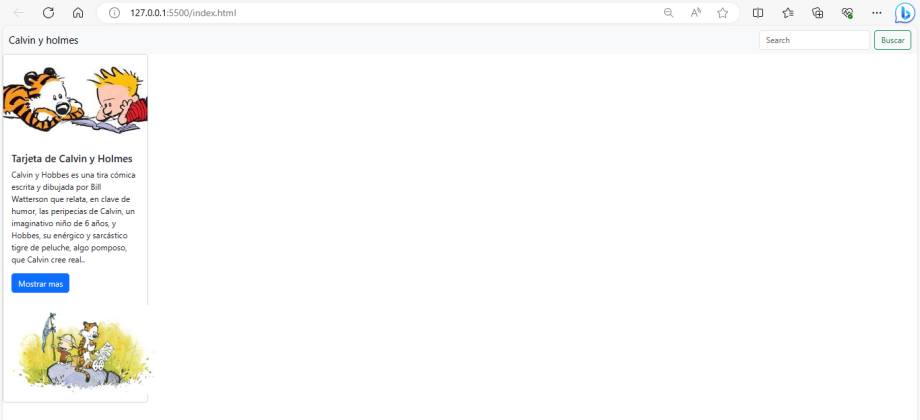 127.0.0.1:5500/index.html
Calvin y holmes
Search
Buscar
Tarjeta de Calvin y Holmes
Calvin y Hobbes es una tira cómica
escrita y dibujada por Bill
Watterson que relata, en clave de
humor, las peripecias de Calvin, un
imaginativo niño de 6 años, y
Hobbes, su enérgico y sarcástico
tigre de peluche, algo pomposo,
que Calvin cree real..
Mostrar mas